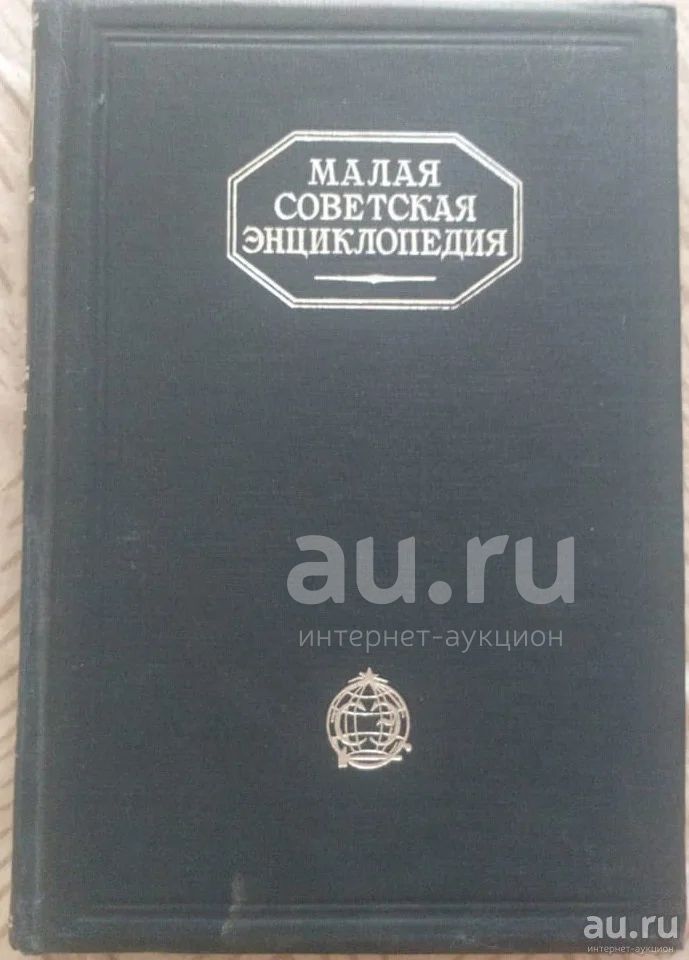 МАЛАЯ
СОВЕТСКАЯ
ЭНЦИКЛОПЕДИЯ
au.ru
интернет-аукцион
au.ru
интернет-аукцион